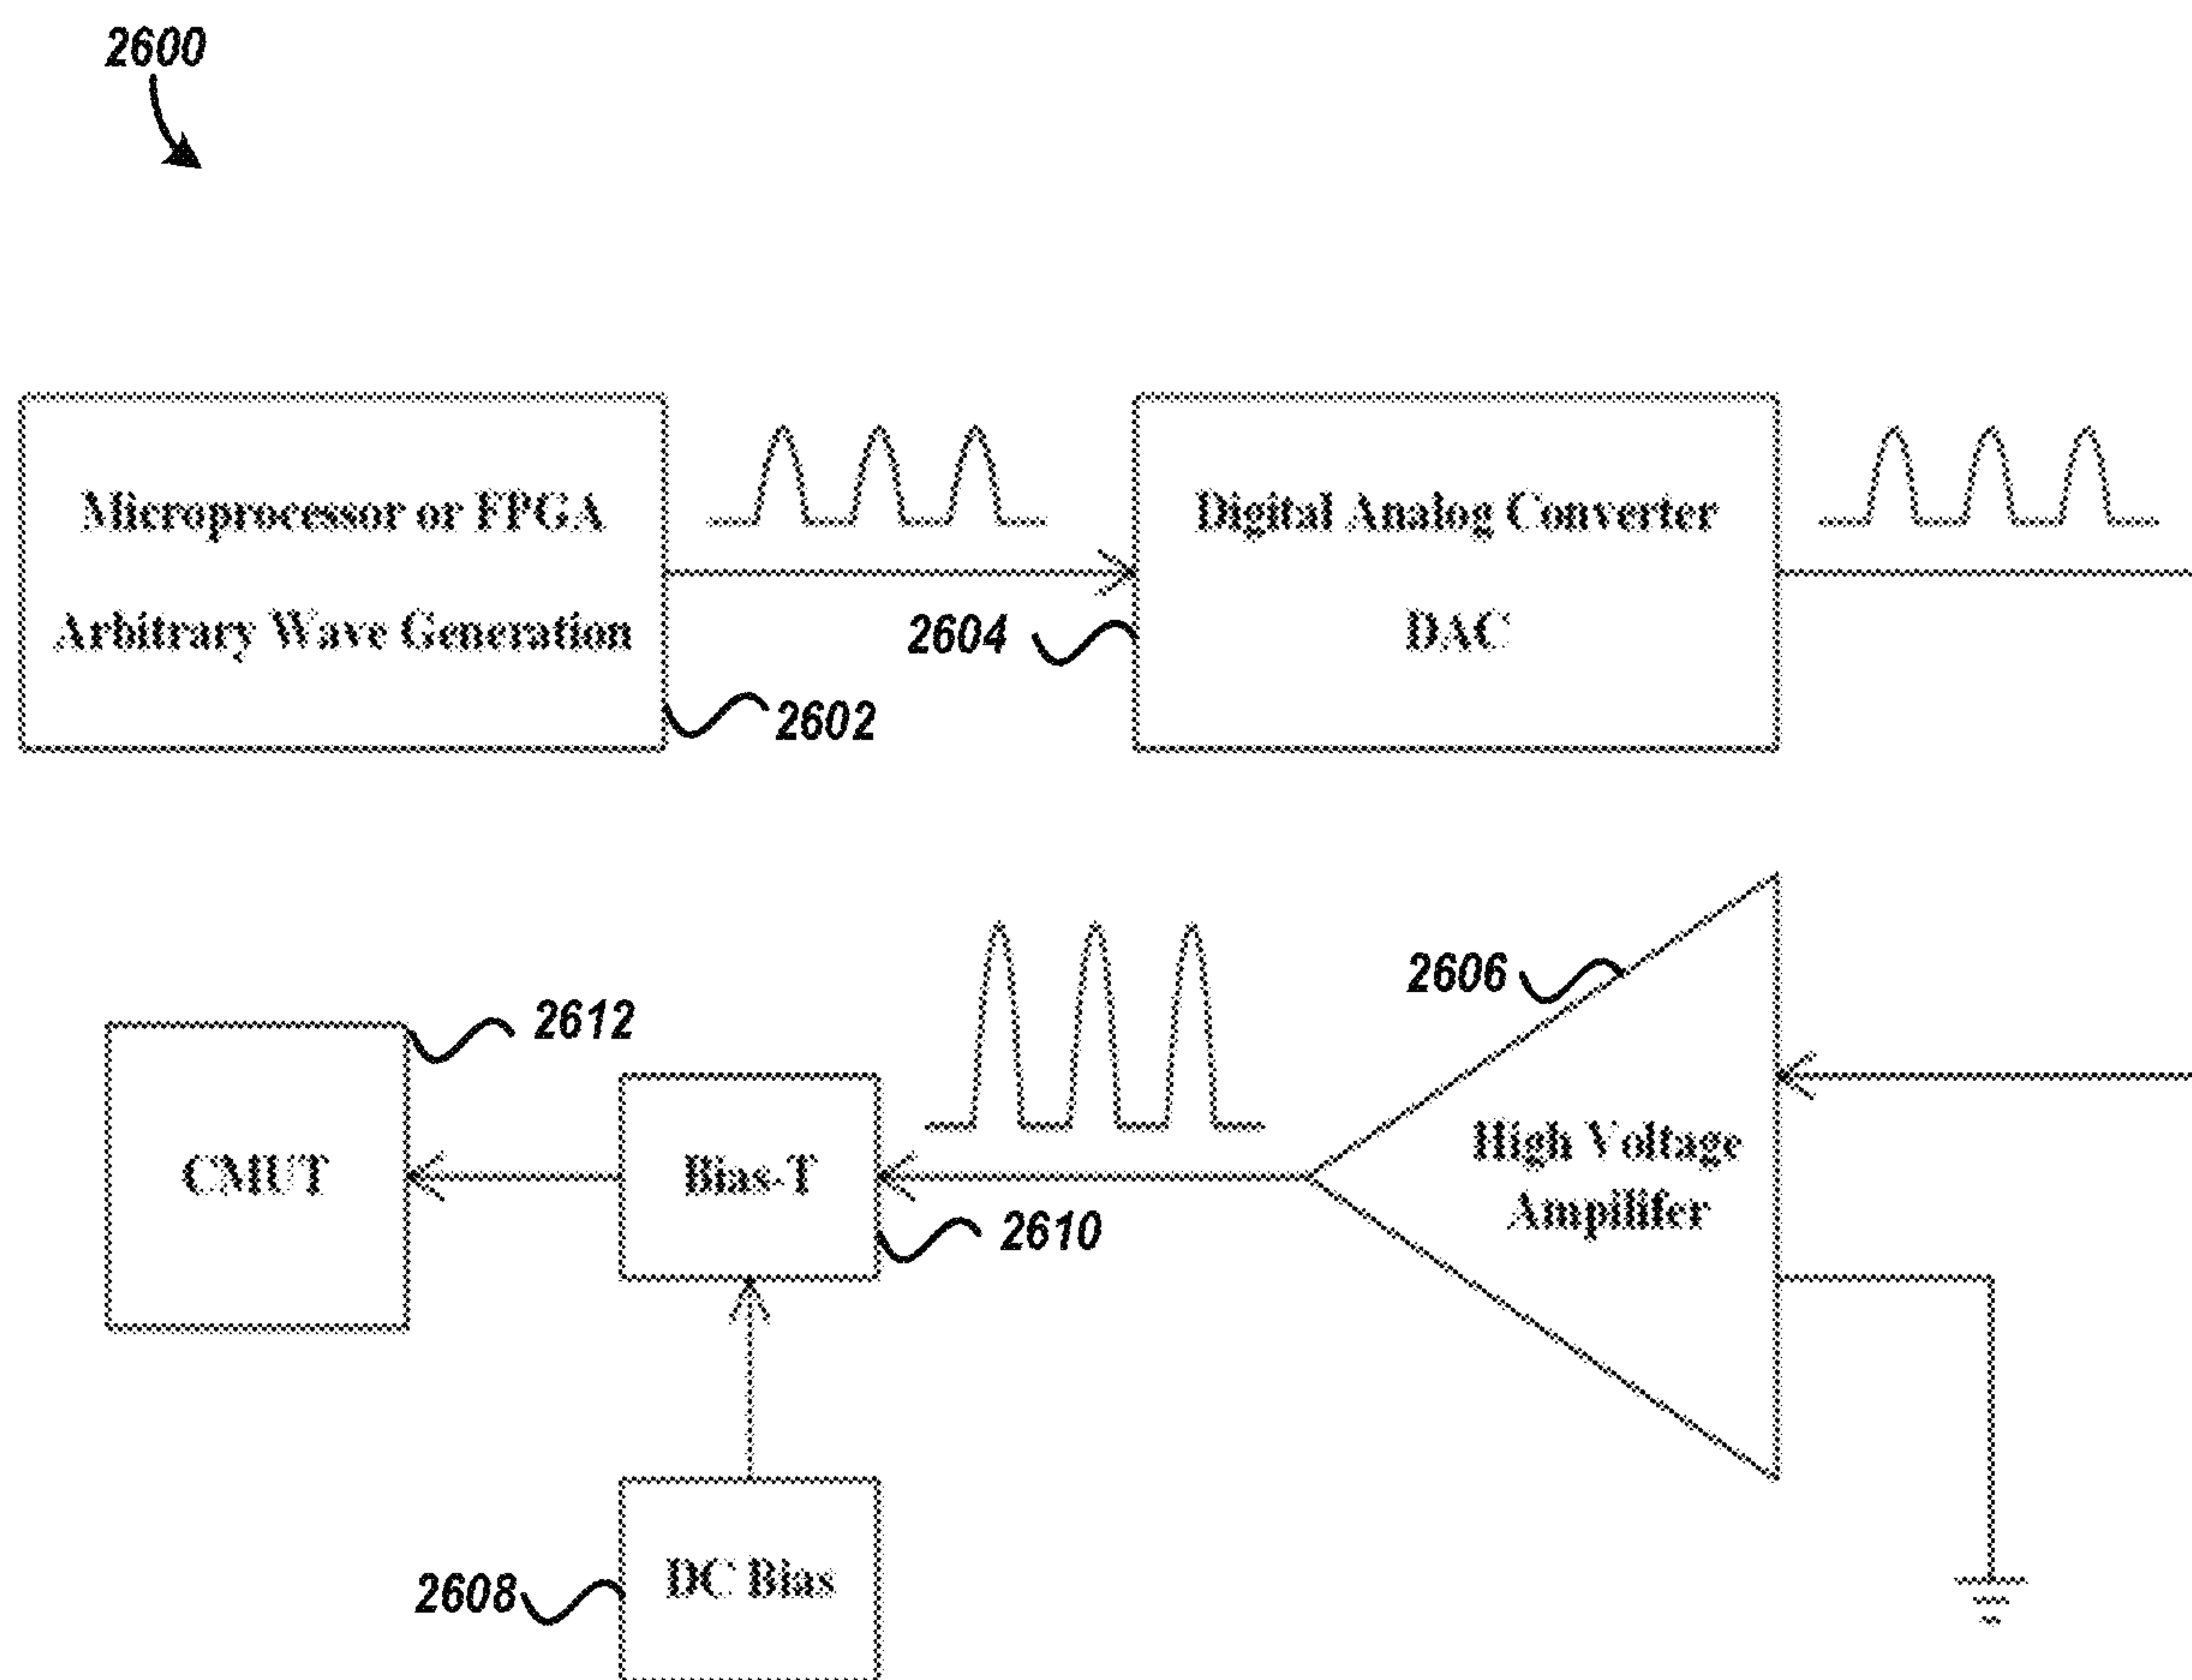 2600
Microprocessor or FPGA
Arbitrary Wave Generation
2602
2604
Digital Analog Converter
DAC
2606
High Voltage
Ampilifer
2612
CMUT
Bias-T
2610
2608
DC Bias